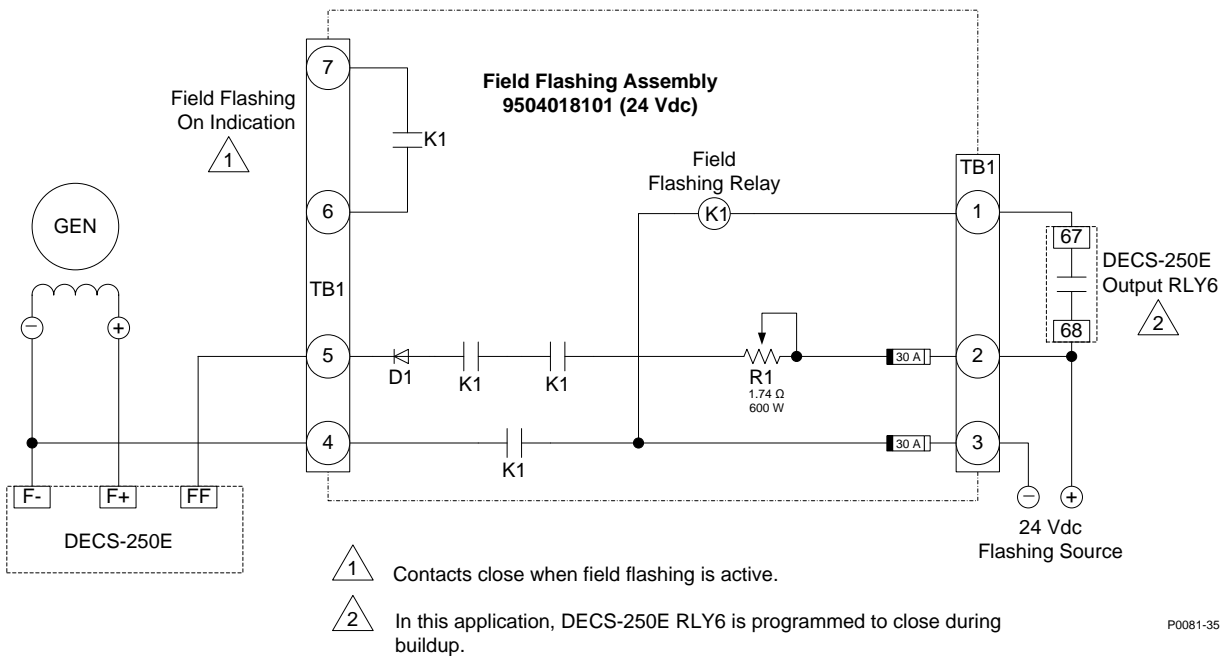 Field Flashing Assembly
9504018101 (24 Vdc)
7
Field Flashing
On Indication
1
K1
6
Field
Flashing Relay
K1
TB1
1
67
DECS-250E
Output RLY6
2
68
GEN
−
+
TB1
5
D1
K1
K1
R1
1.74 Ω
600 W
30 A
2
4
K1
30 A
3
F-
F+
FF
DECS-250E
−
+
24 Vdc
Flashing Source
1 Contacts close when field flashing is active.
2 In this application, DECS-250E RLY6 is programmed to close during
buildup.
P0081-35